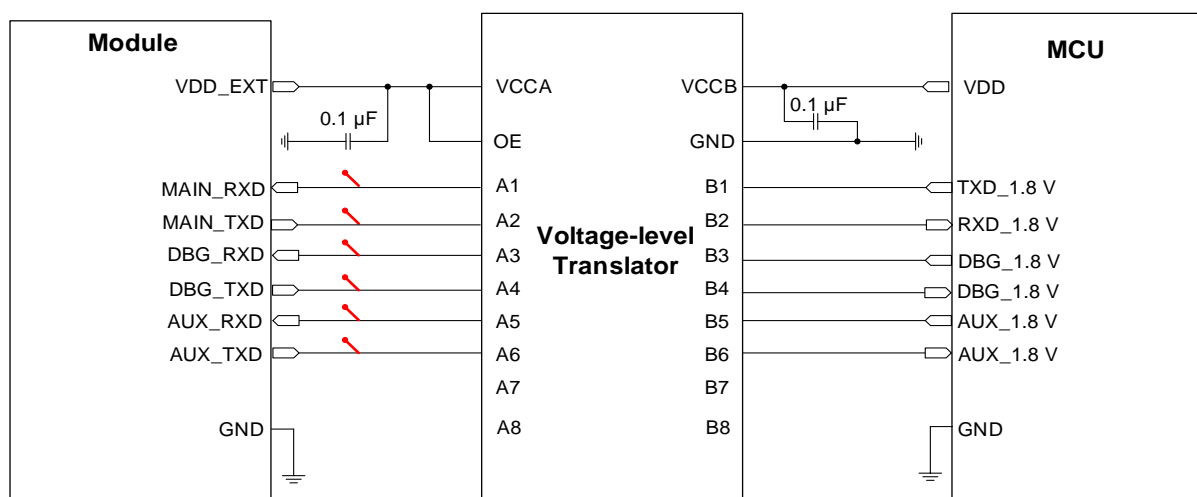 Module
MCU
VDD_EXT
VCCA
VCCB
VDD
0.1 µF
0.1 µF
OE
GND
MAIN_RXD
A1
B1
TXD_1.8 V
MAIN_TXD
A2
B2
RXD_1.8 V
Voltage-level
Translator
DBG_RXD
A3
B3
DBG_1.8 V
DBG_TXD
A4
B4
DBG_1.8 V
AUX_RXD
A5
B5
AUX_1.8 V
AUX_TXD
A6
B6
AUX_1.8 V
A7
B7
GND
A8
B8
GND